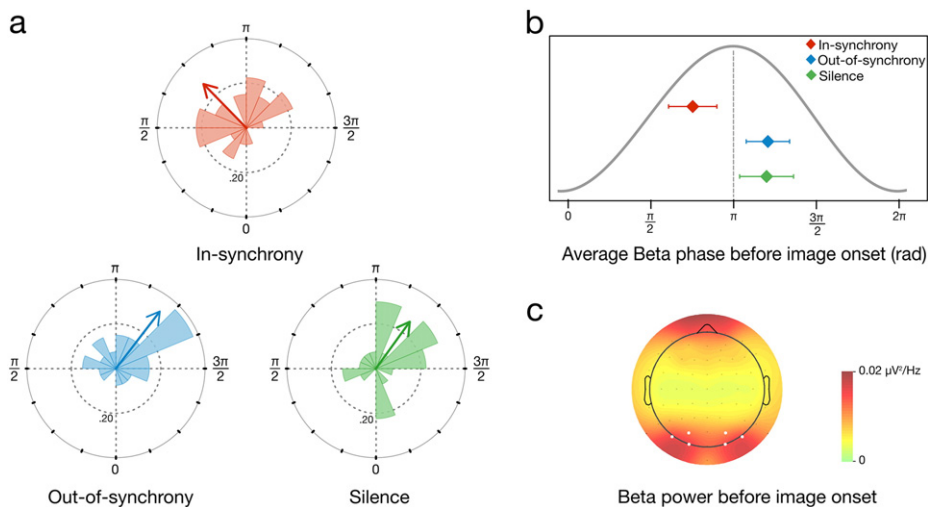 a
π
π/2
3π/2
.20
0
In-synchrony
π
π/2
3π/2
.20
0
Out-of-synchrony
π
π/2
3π/2
.20
0
Silence
b
In-synchrony
Out-of-synchrony
Silence
0 π/2 π 3π/2 2π
Average Beta phase before image onset (rad)
c
0.02 µV²/Hz
0
Beta power before image onset